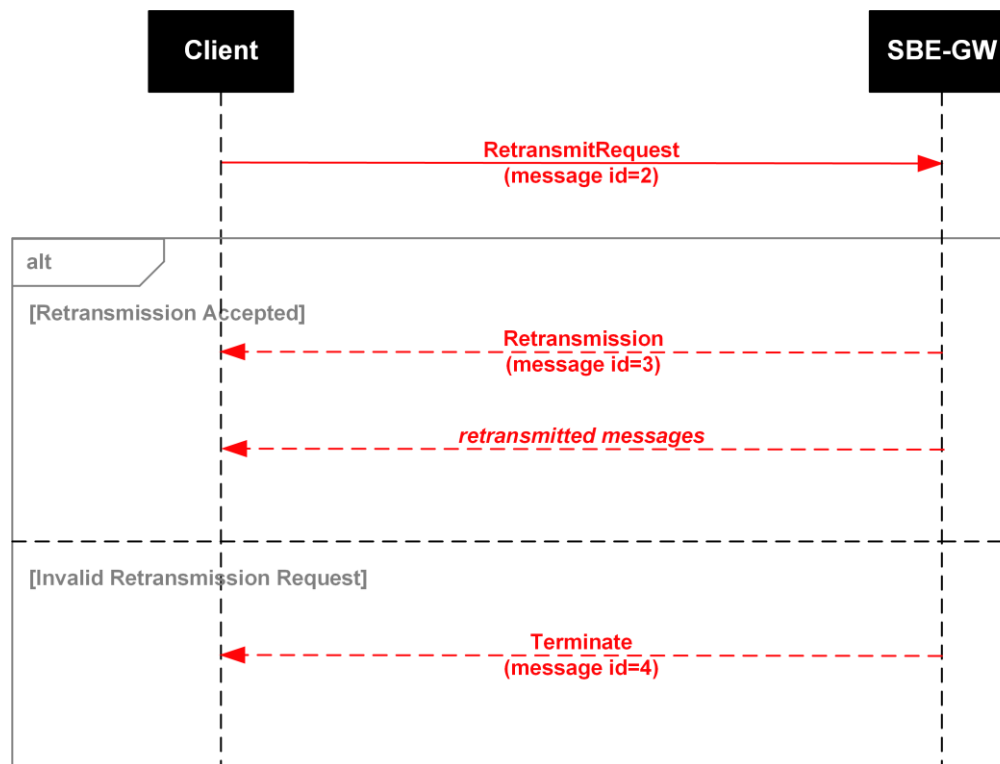 Client
SBE-GW
RetransmitRequest
(message id=2)
alt
[Retransmission Accepted]
Retransmission
(message id=3)
retransmitted messages
[Invalid Retransmission Request]
Terminate
(message id=4)